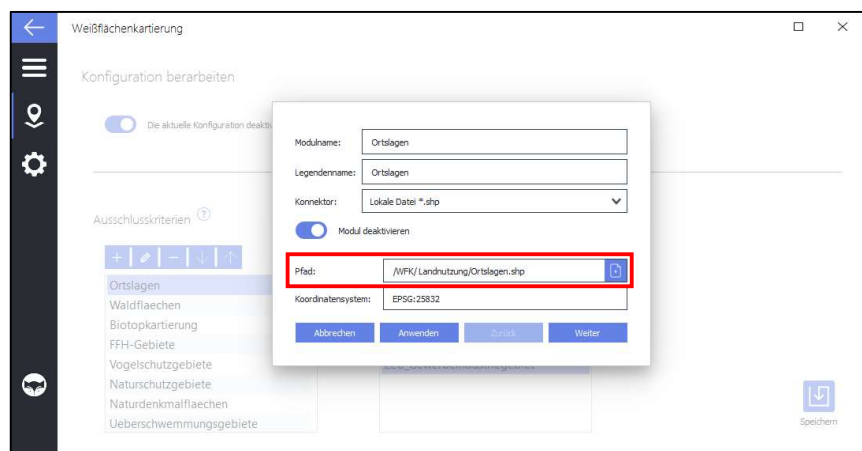 Weißflächenkartierung
Konfiguration berarbeiten
Die aktuelle Konfiguration
Modulname: Ortslagen
Legendenname: Ortslagen
Konnektor: Lokale Datei *.shp
Modul deaktivieren
Pfad: /WFK/ Landnutzung/Ortslagen.shp
Koordinatensystem: EPSG:25832
Abbrechen Anwenden Zurück Weiter
Ausschlusskriterien ?
Ortslagen
Waldflaechen
Biotopkartierung
FFH-Gebiete
Vogelschutzgebiete
Naturschutzgebiete
Naturdenkmalflaechen
Ueberschwemmungsgebiete
Speichern